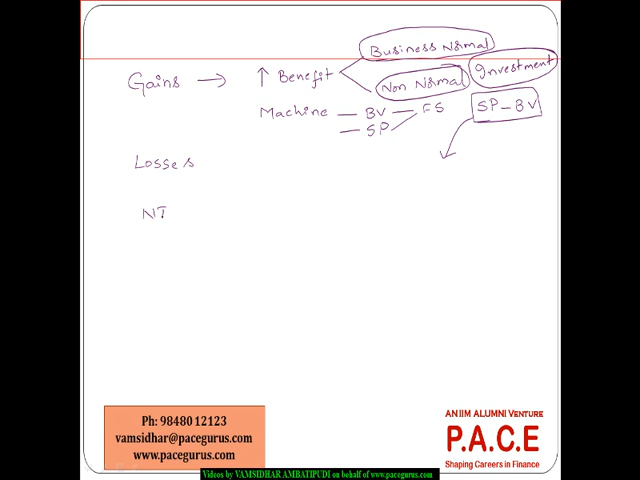 Business Normal
Gains → ↑ Benefit
Non Normal
Investment
Machine — BV — FS
SP - BV
— SP
Losses
NI
Ph: 98480 12123
vamsidhar@pacegurus.com
www.pacegurus.com
AN IIM ALUMNI VENTURE
P.A.C.E
Shaping Careers in Finance
Videos by VAMSIDHAR AMBATIPUDI on behalf of www.pacegurus.com